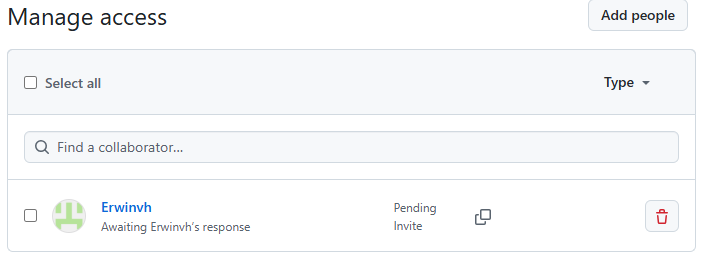 Manage access
Add people
Select all
Type
Find a collaborator...
Erwinvh
Awaiting Erwinvh's response
Pending
Invite